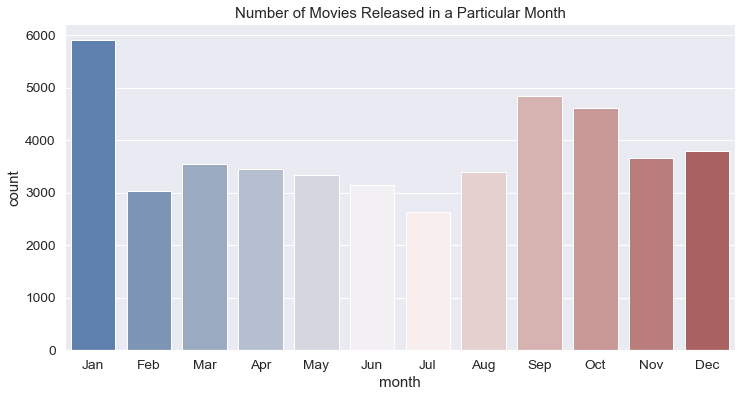 Number of Movies Released in a Particular Month
count
6000
5000
4000
3000
2000
1000
0
Jan Feb Mar Apr May Jun Jul Aug Sep Oct Nov Dec
month